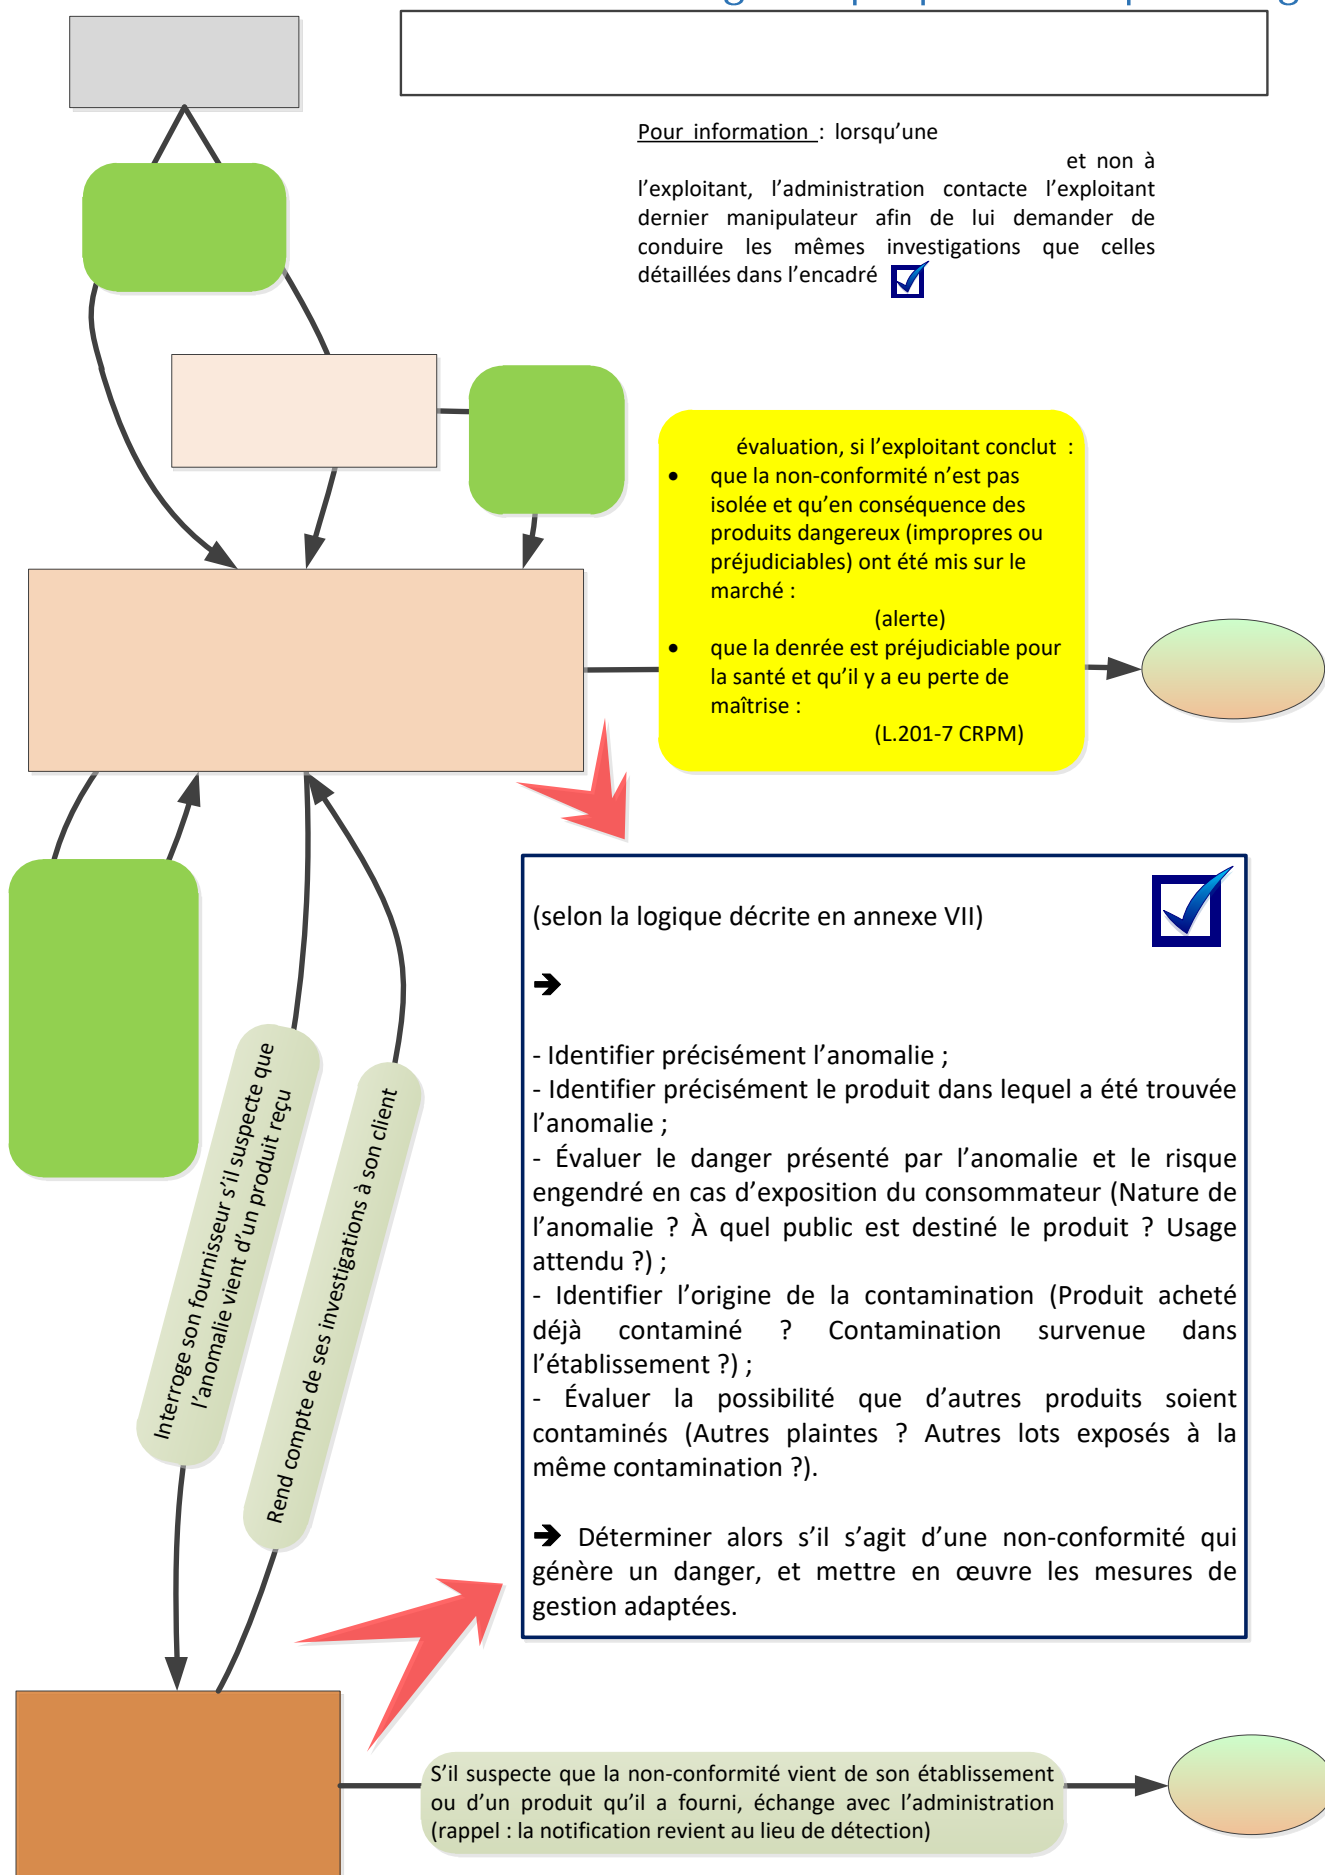 Pour information : lorsqu’une
et non à
l’exploitant, l’administration contacte l’exploitant
dernier manipulateur afin de lui demander de
conduire les mêmes investigations que celles
détaillées dans l’encadré
évaluation, si l’exploitant conclut :
• que la non-conformité n’est pas
isolée et qu’en conséquence des
produits dangereux (impropres ou
préjudiciables) ont été mis sur le
marché :
(alerte)
• que la denrée est préjudiciable pour
la santé et qu’il y a eu perte de
maîtrise :
(L.201-7 CRPM)
(selon la logique décrite en annexe VII)
➔
- Identifier précisément l’anomalie ;
- Identifier précisément le produit dans lequel a été trouvée
l’anomalie ;
- Évaluer le danger présenté par l’anomalie et le risque
engendré en cas d’exposition du consommateur (Nature de
l’anomalie ? À quel public est destiné le produit ? Usage
attendu ?) ;
- Identifier l’origine de la contamination (Produit acheté
déjà contaminé ? Contamination survenue dans
l’établissement ?) ;
- Évaluer la possibilité que d’autres produits soient
contaminés (Autres plaintes ? Autres lots exposés à la
même contamination ?).
➔ Déterminer alors s’il s’agit d’une non-conformité qui
génère un danger, et mettre en œuvre les mesures de
gestion adaptées.
Interroge son fournisseur s’il suspecte que
l’anomalie vient d’un produit reçu
Rend compte de ses investigations à son client
S’il suspecte que la non-conformité vient de son établissement
ou d’un produit qu’il a fourni, échange avec l’administration
(rappel : la notification revient au lieu de détection)